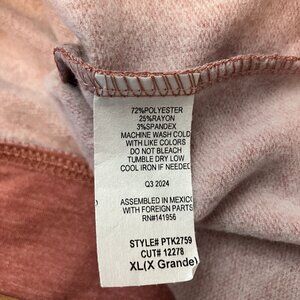 72%POLYESTER
25%RAYON
3%SPANDEX
MACHINE WASH COLD
WITH LIKE COLORS
DO NOT BLEACH
TUMBLE DRY LOW
COOL IRON IF NEEDED
Q3 2024
ASSEMBLED IN MEXICO
WITH FOREIGN PARTS
RN#141956
STYLE# PTK2759
CUT# 12278
XL(X Grande)